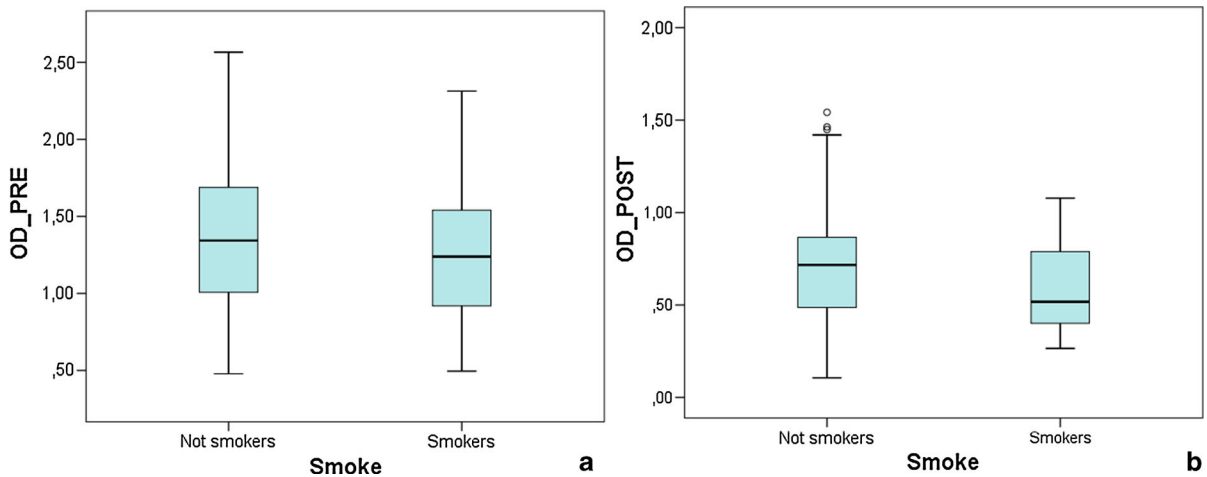 OD_PRE
2,50
2,00
1,50
1,00
,50
Not smokers
Smokers
Smoke
a
OD_POST
2,00
1,50
1,00
,50
,00
Not smokers
Smokers
Smoke
b